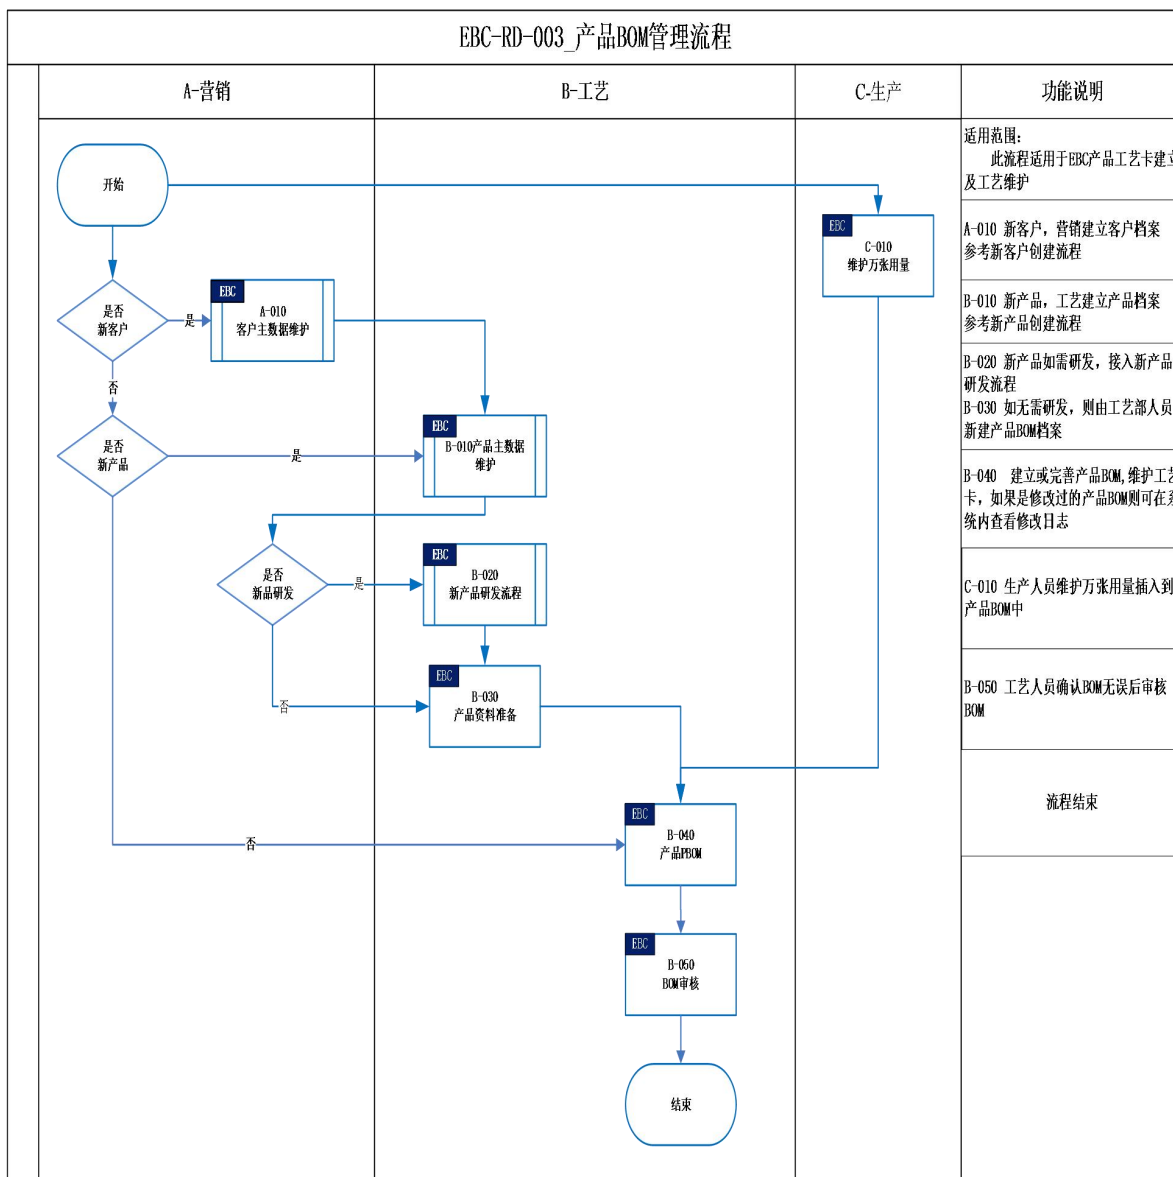 EBC-RD-003_产品BOM管理流程
A-营销
B-工艺
C-生产
功能说明
开始
是否
新客户
是
EBC
A-010
客户主数据维护
否
是否
新产品
是
EBC
B-010产品主数据
维护
是否
新品研发
是
EBC
B-020
新产品研发流程
否
EBC
B-030
产品资料准备
EBC
C-010
维护万张用量
否
EBC
B-040
产品PBOM
EBC
B-050
BOM审核
结束
适用范围：
此流程适用于EBC产品工艺卡建立
及工艺维护
A-010 新客户，营销建立客户档案
参考新客户创建流程
B-010 新产品，工艺建立产品档案
参考新产品创建流程
B-020 新产品如需研发，接入新产品
研发流程
B-030 如无需研发，则由工艺部人员
新建产品BOM档案
B-040 建立或完善产品BOM,维护工艺
卡，如果是修改过的产品BOM则可在系
统内查看修改日志
C-010 生产人员维护万张用量插入到
产品BOM中
B-050 工艺人员确认BOM无误后审核
BOM
流程结束